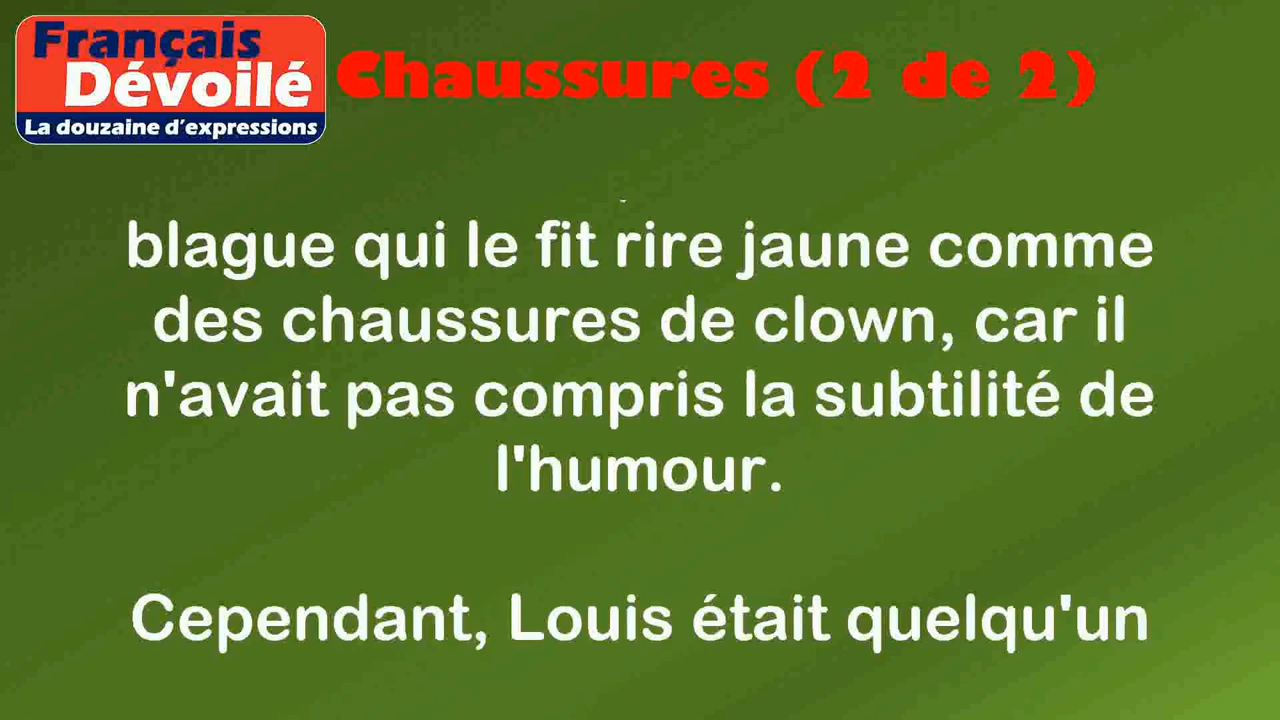 Français
Dévoilé
La douzaine d'expressions
Chaussures (2 de 2)
blague qui le fit rire jaune comme
des chaussures de clown, car il
n'avait pas compris la subtilité de
l'humour.
Cependant, Louis était quelqu'un